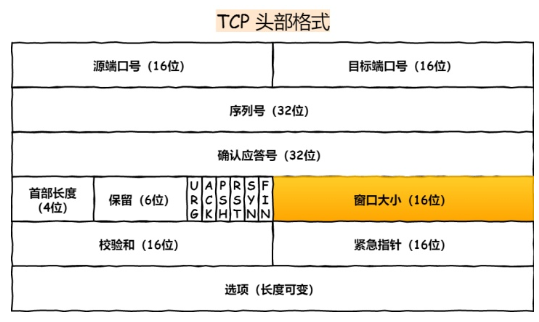 TCP 头部格式
源端口号（16位） 目标端口号（16位）
序列号（32位）
确认应答号（32位）
首部长度（4位） 保留（6位） URG ACK PSH RST SYN FIN 窗口大小（16位）
校验和（16位） 紧急指针（16位）
选项（长度可变）